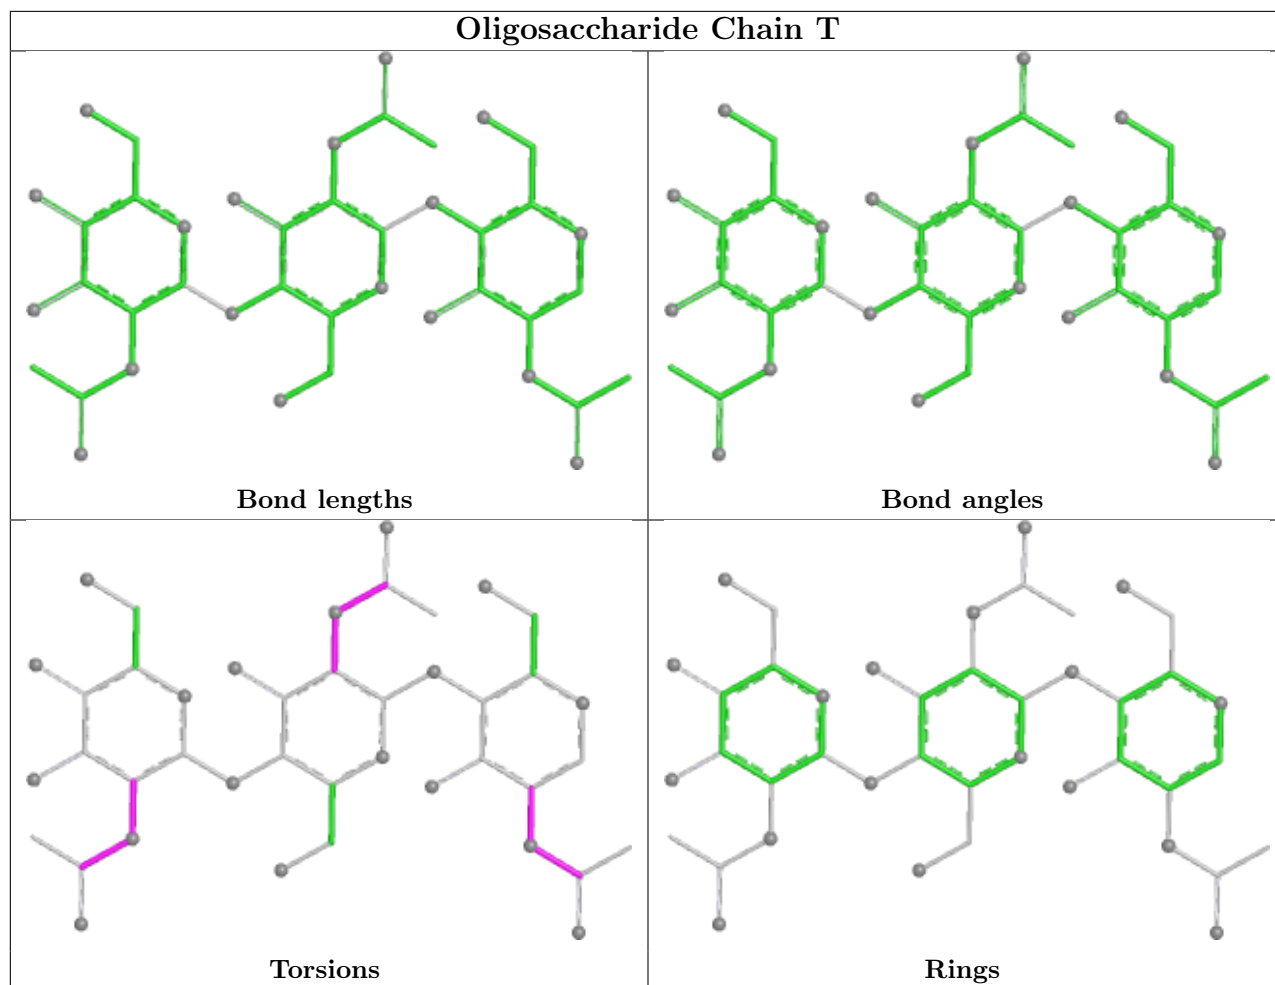 Oligosaccharide Chain T
Bond lengths
Bond angles
Torsions
Rings